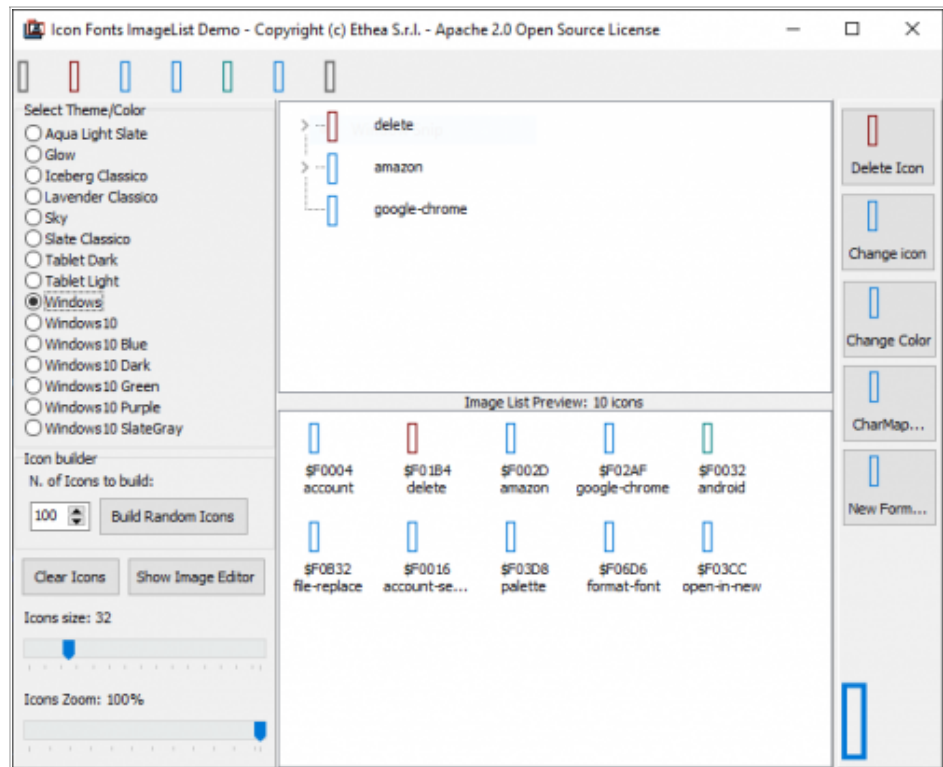 Icon Fonts ImageList Demo - Copyright (c) Ethea S.r.l. - Apache 2.0 Open Source License
Select Theme/Color
Aqua Light Slate
Glow
Iceberg Classico
Lavender Classico
Sky
Slate Classico
Tablet Dark
Tablet Light
Windows
Windows10
Windows10 Blue
Windows10 Dark
Windows10 Green
Windows10 Purple
Windows10 SlateGray
Icon builder
N. of Icons to build:
100
Build Random Icons
Clear Icons
Show Image Editor
Icons size: 32
Icons Zoom: 100%
delete
amazon
google-chrome
Image List Preview: 10 icons
$F0004 $F01B4 $F002D $F02AF $F0032
account delete amazon google-chrome android
$F0B32 $F0016 $F03D8 $F06D6 $F03CC
file-replace account-se... palette format-font open-in-new
Delete Icon
Change icon
Change Color
CharMap...
New Form...